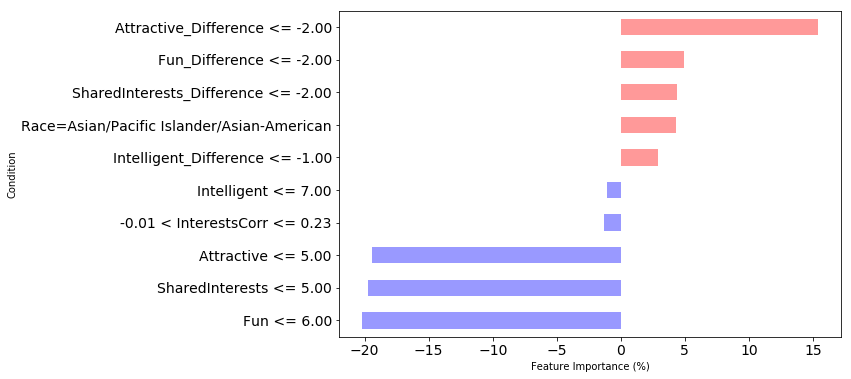 Attractive_Difference <= -2.00
Fun_Difference <= -2.00
SharedInterests_Difference <= -2.00
Race=Asian/Pacific Islander/Asian-American
Intelligent_Difference <= -1.00
Intelligent <= 7.00
-0.01 < InterestsCorr <= 0.23
Attractive <= 5.00
SharedInterests <= 5.00
Fun <= 6.00
Condition
−20 −15 −10 −5 0 5 10 15
Feature Importance (%)